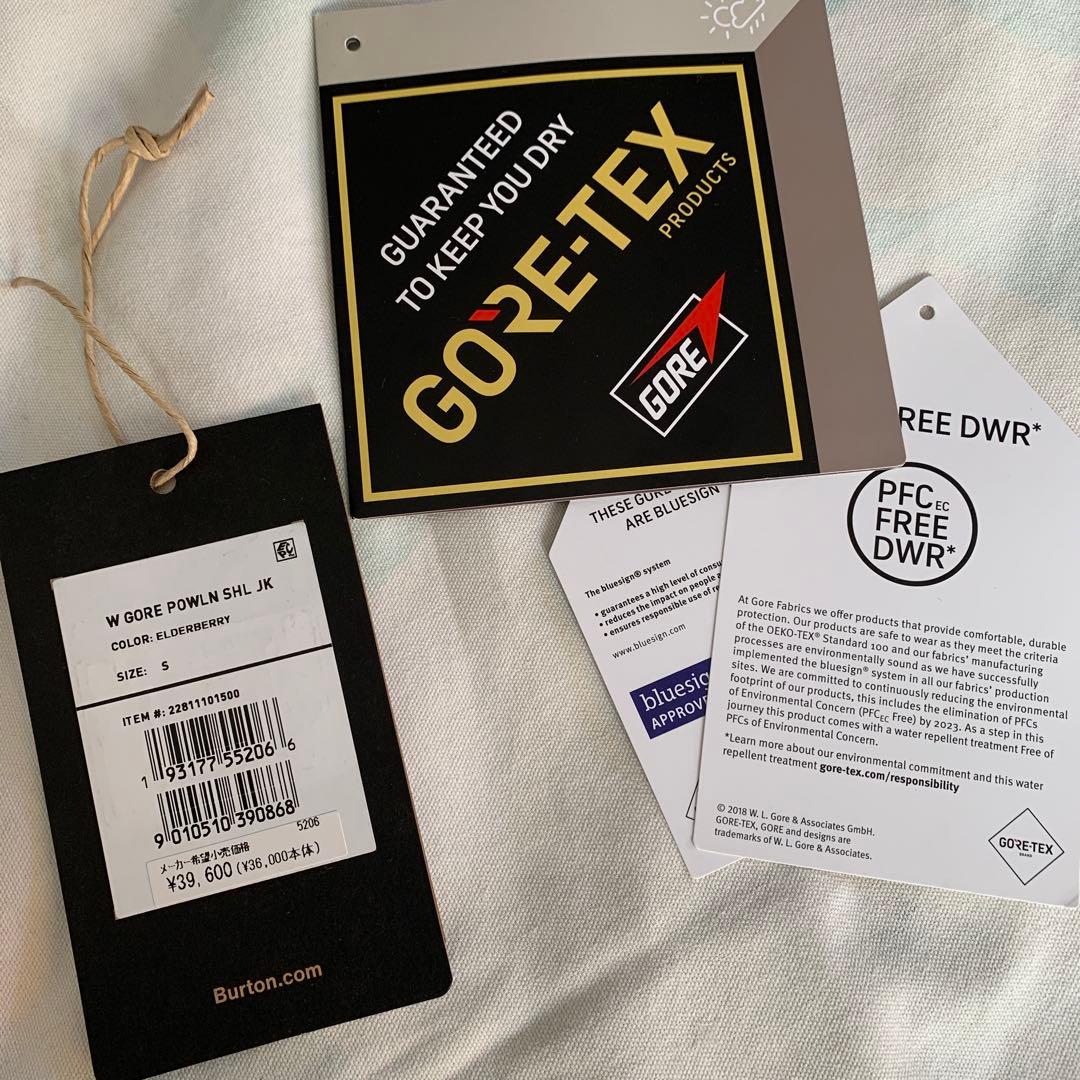 GUARANTEED
TO KEEP YOU DRY
GORE-TEX
PRODUCTS
GORE
W GORE POWLN SHL JK
COLOR: ELDERBERRY
SIZE: S
ITEM #: 22811101500
1 93177 55206 6
9 010510 390868
5206
メーカー希望小売価格
¥39,600(¥36,000本体)
Burton.com
THESE GORE
ARE BLUESIGN
The bluesign® system
• guarantees a high level of
• reduces the impact on people
• ensures responsible use of
www.bluesign.com
bluesig
APPROVE
FREE DWR*
PFCEC
FREE
DWR*
At Gore Fabrics we offer products that provide comfortable, durable
protection. Our products are safe to wear as they meet the criteria
of the OEKO-TEX® Standard 100 and our fabrics' manufacturing
processes are environmentally sound as we have successfully
implemented the bluesign® system in all our fabrics' production
sites. We are committed to continuously reducing the environmental
footprint of our products, this includes the elimination of PFCs
of Environmental Concern (PFCEC Free) by 2023. As a step in this
journey this product comes with a water repellent treatment Free of
PFCs of Environmental Concern.
*Learn more about our environmental commitment and this water
repellent treatment gore-tex.com/responsibility
© 2018 W. L. Gore & Associates GmbH.
GORE-TEX, GORE and designs are
trademarks of W. L. Gore & Associates.
GORE-TEX
BRAND